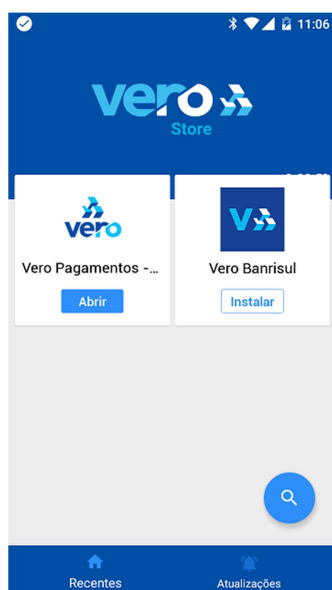 11:06
vero
Store
vero
Vero Pagamentos -...
Abrir
V
Vero Banrisul
Instalar
Recentes
Atualizações